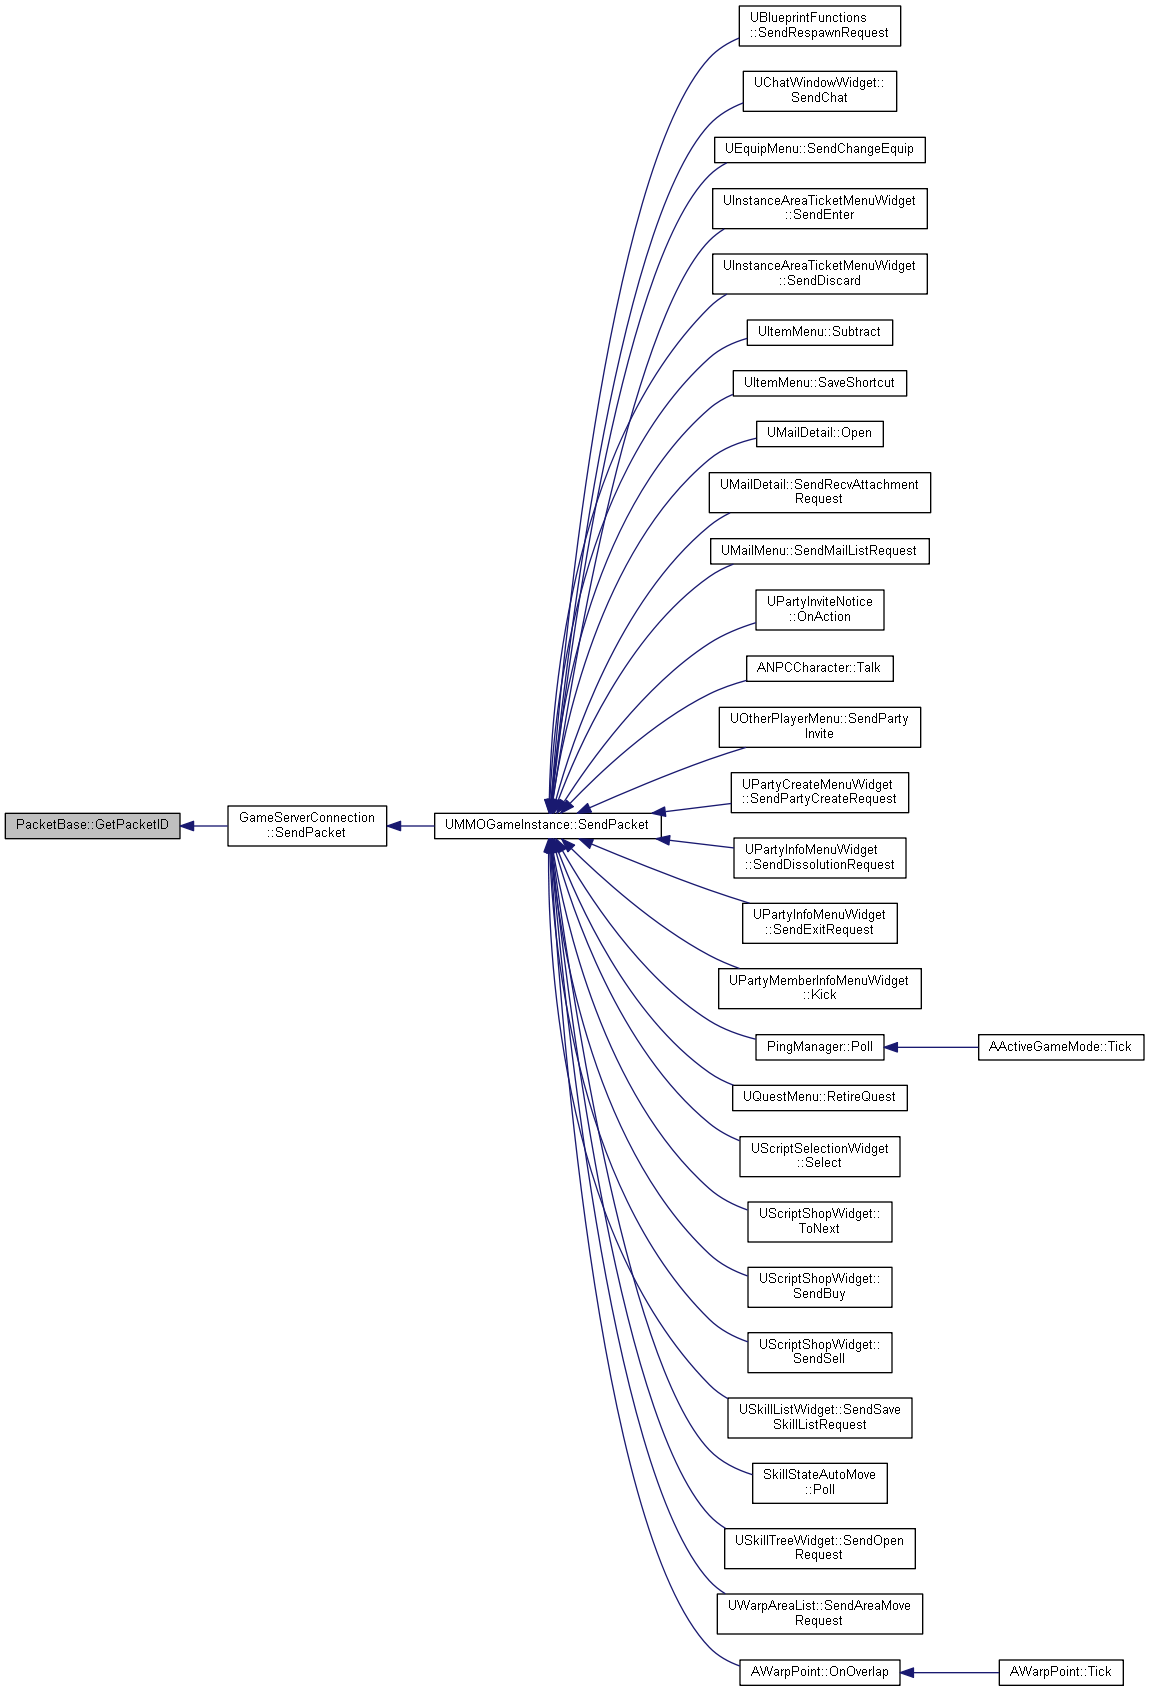 UBlueprintFunctions
::SendRespawnRequest
UChatWindowWidget::
SendChat
UEquipMenu::SendChangeEquip
UInstanceAreaTicketMenuWidget
::SendEnter
UInstanceAreaTicketMenuWidget
::SendDiscard
UItemMenu::Subtract
UItemMenu::SaveShortcut
UMailDetail::Open
UMailDetail::SendRecvAttachment
Request
UMailMenu::SendMailListRequest
UPartyInviteNotice
::OnAction
ANPCCharacter::Talk
UOtherPlayerMenu::SendParty
Invite
UPartyCreateMenuWidget
::SendPartyCreateRequest
PacketBase::GetPacketID
GameServerConnection
::SendPacket
UMMOGameInstance::SendPacket
UPartyInfoMenuWidget
::SendDissolutionRequest
UPartyInfoMenuWidget
::SendExitRequest
UPartyMemberInfoMenuWidget
::Kick
PingManager::Poll
AActiveGameMode::Tick
UQuestMenu::RetireQuest
UScriptSelectionWidget
::Select
UScriptShopWidget::
ToNext
UScriptShopWidget::
SendBuy
UScriptShopWidget::
SendSell
USkillListWidget::SendSave
SkillListRequest
SkillStateAutoMove
::Poll
USkillTreeWidget::SendOpen
Request
UWarpAreaList::SendAreaMove
Request
AWarpPoint::OnOverlap
AWarpPoint::Tick